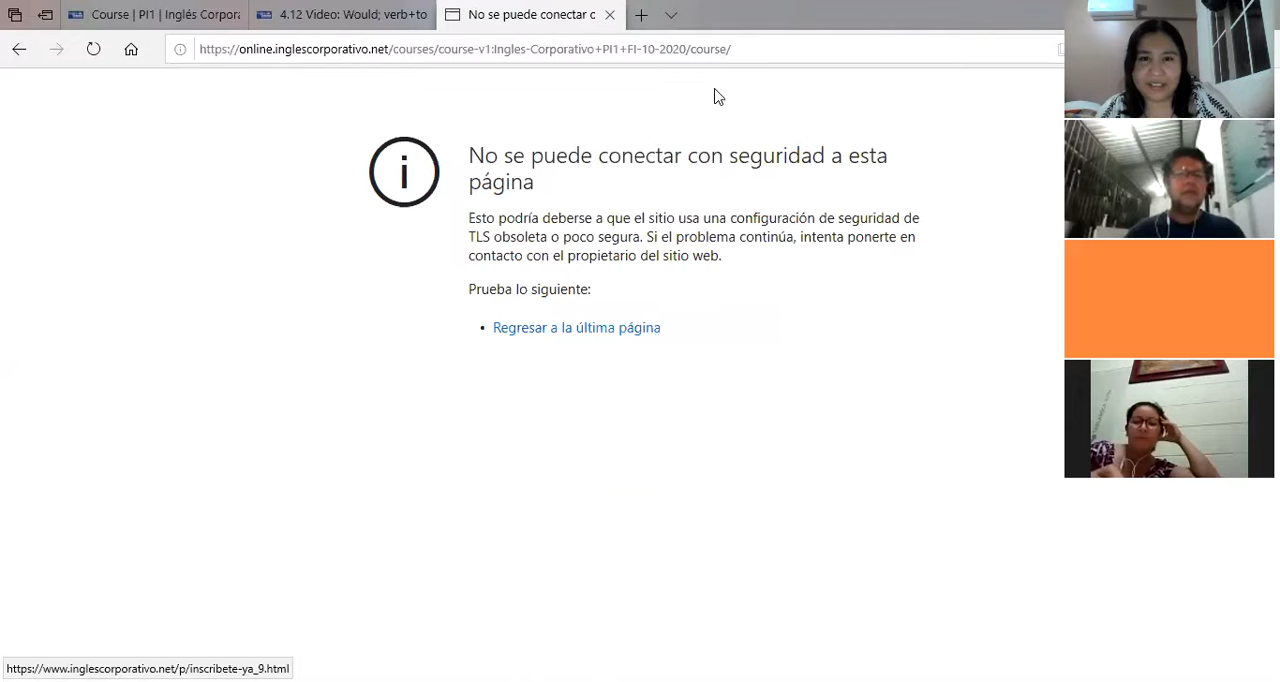 Course | PI1 | Inglés Corpora
4.12 Video: Would; verb+to
No se puede conectar c
https://online.inglescorporativo.net/courses/course-v1:Ingles-Corporativo+PI1+FI-10-2020/course/
No se puede conectar con seguridad a esta
página
Esto podría deberse a que el sitio usa una configuración de seguridad de
TLS obsoleta o poco segura. Si el problema continúa, intenta ponerte en
contacto con el propietario del sitio web.
Prueba lo siguiente:
• Regresar a la última página
https://www.inglescorporativo.net/p/inscribete-ya_9.html